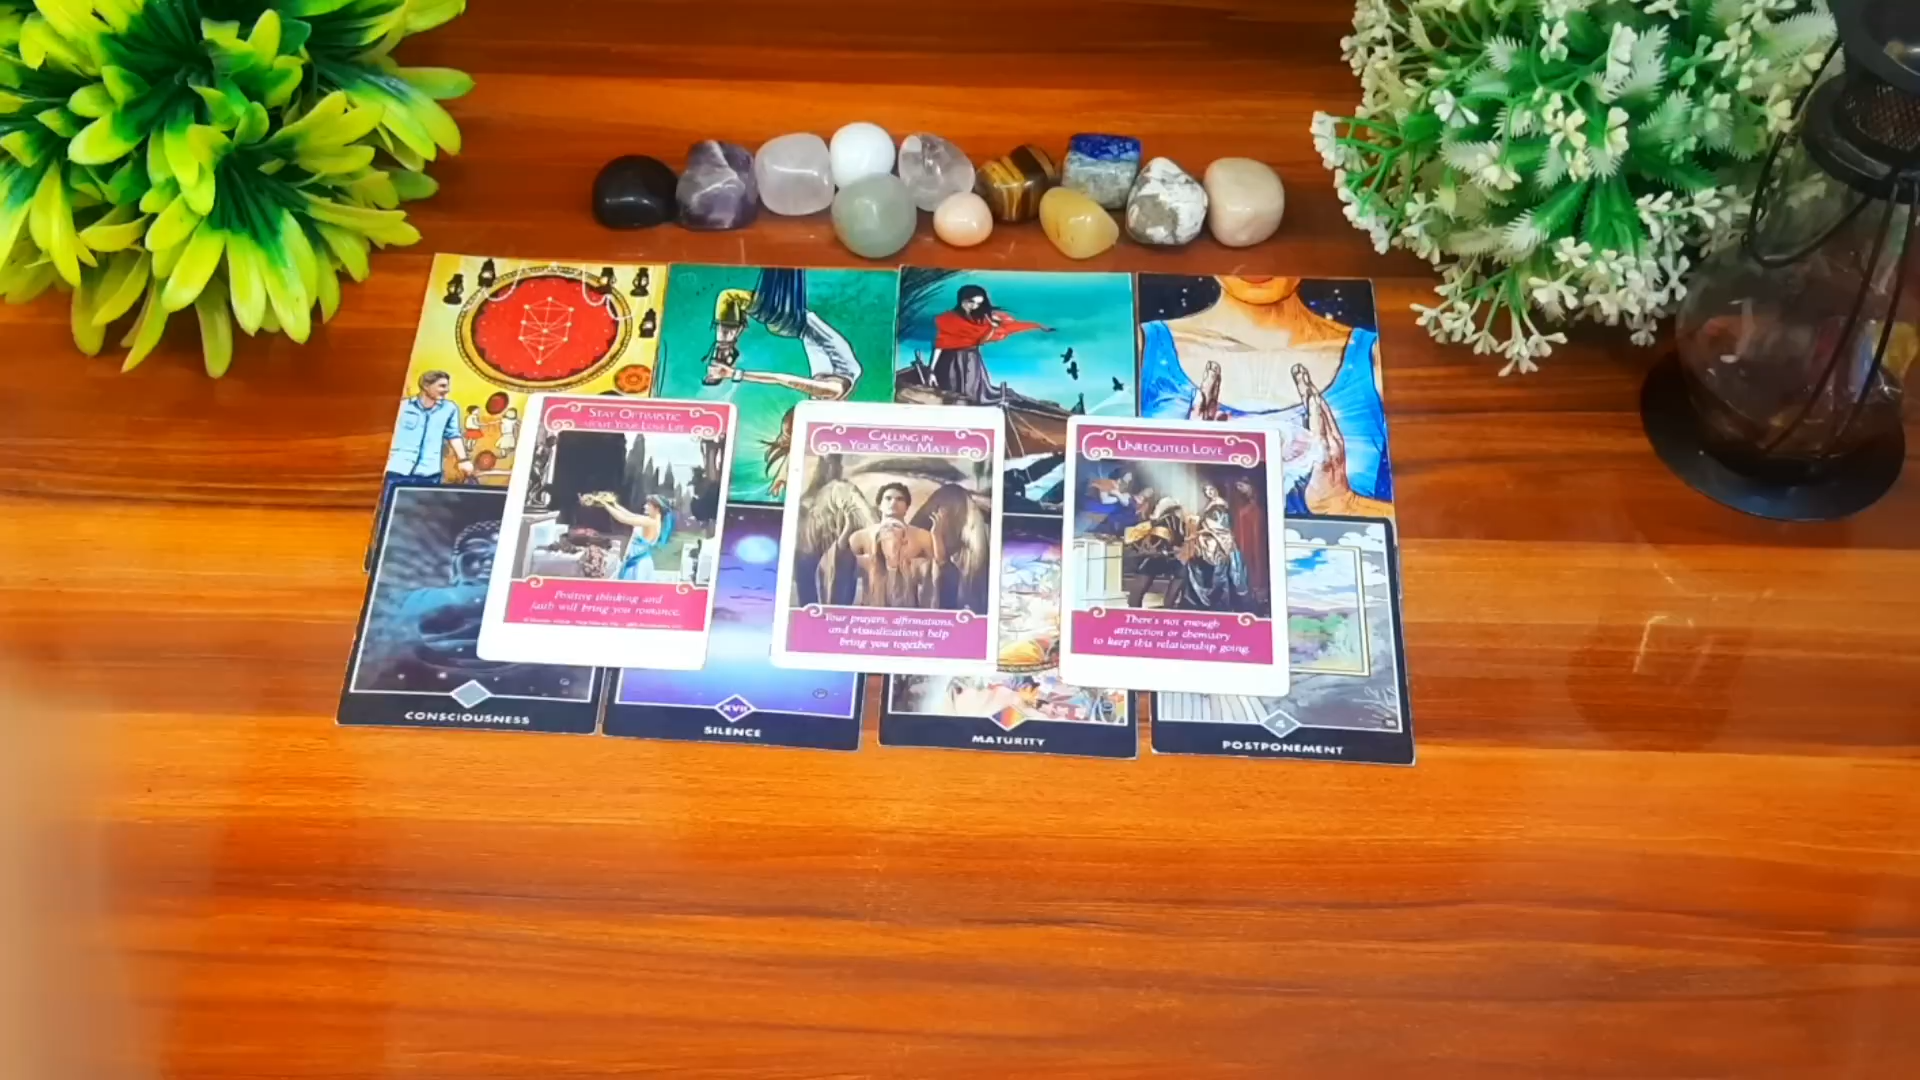 STAY OPTIMISTIC
ABOUT YOUR LOVE LIFE
Positive thinking and
faith will bring you romance.
CALLING IN
YOUR SOUL MATE
Your prayers, affirmations,
and visualizations help
bring you together.
UNREQUITED LOVE
There's not enough
attraction or chemistry
to keep this relationship going.
CONSCIOUSNESS
XVII
SILENCE
MATURITY
4
POSTPONEMENT